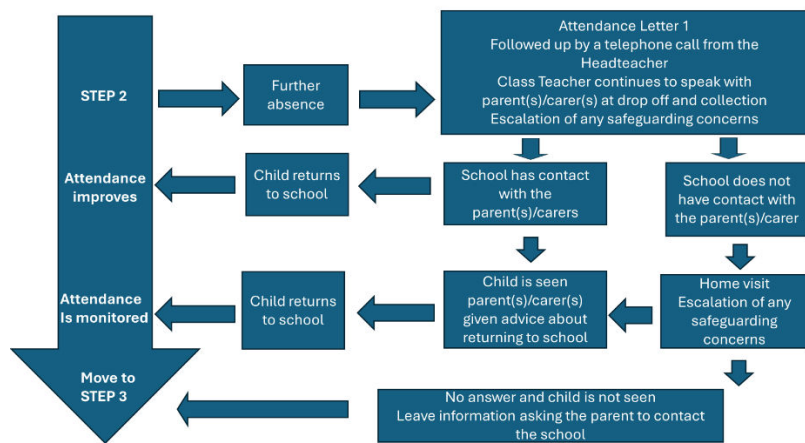 STEP 2
Further
absence
Attendance Letter 1
Followed up by a telephone call from the
Headteacher
Class Teacher continues to speak with
parent(s)/carer(s) at drop off and collection
Escalation of any safeguarding concerns
Attendance
improves
Child returns
to school
School has contact
with the
parent(s)/carers
School does not
have contact with
the parent(s)/carer
Attendance
Is monitored
Child returns
to school
Child is seen
parent(s)/carer(s)
given advice about
returning to school
Home visit
Escalation of any
safeguarding
concerns
Move to
STEP 3
No answer and child is not seen
Leave information asking the parent to contact
the school